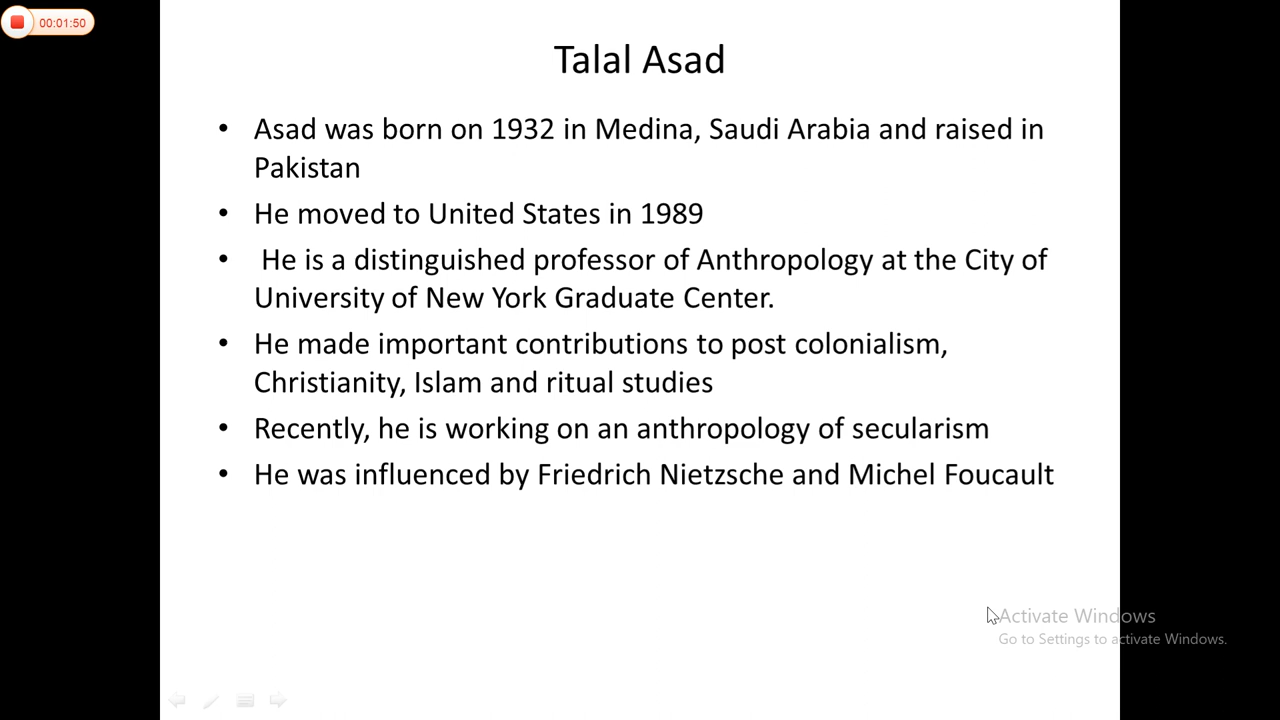 00:01:50
Talal Asad
• Asad was born on 1932 in Medina, Saudi Arabia and raised in
Pakistan
• He moved to United States in 1989
• He is a distinguished professor of Anthropology at the City of
University of New York Graduate Center.
• He made important contributions to post colonialism,
Christianity, Islam and ritual studies
• Recently, he is working on an anthropology of secularism
• He was influenced by Friedrich Nietzsche and Michel Foucault
Activate Windows
Go to Settings to activate Windows.